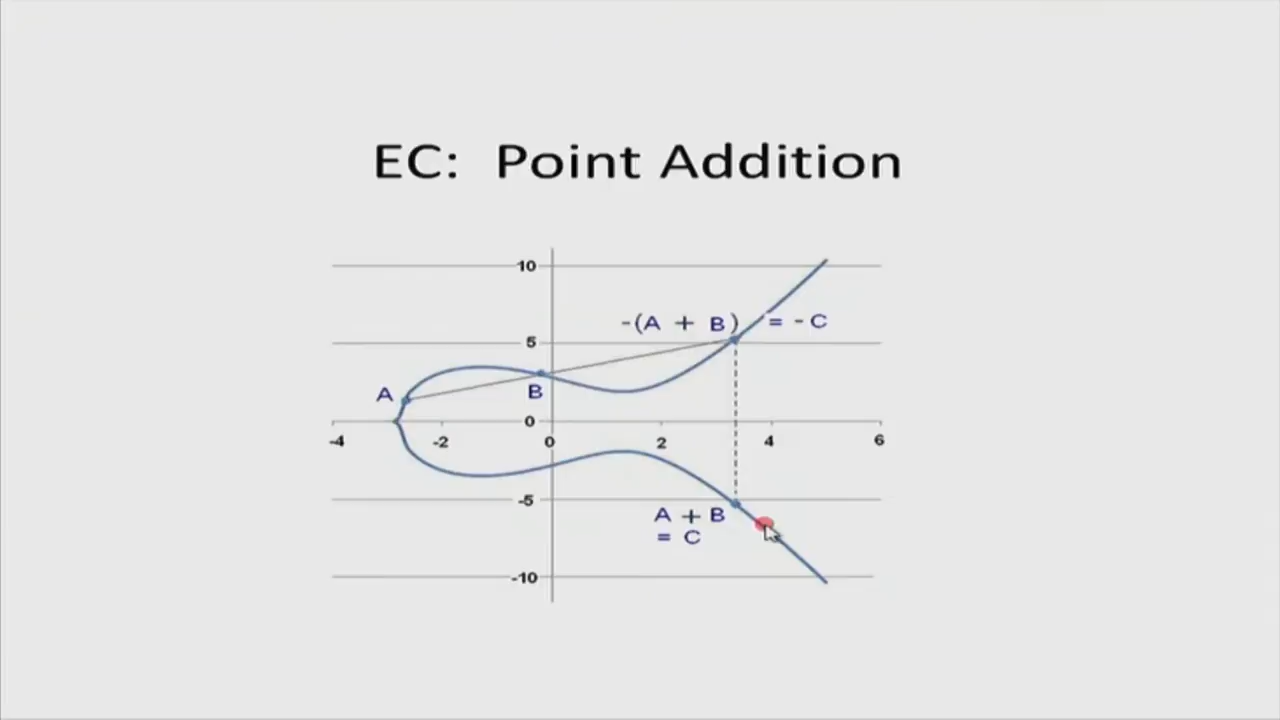 EC: Point Addition
10
-(A + B) = -C
5
A
B
0
-4 -2 0 2 4 6
-5
A + B
= C
-10